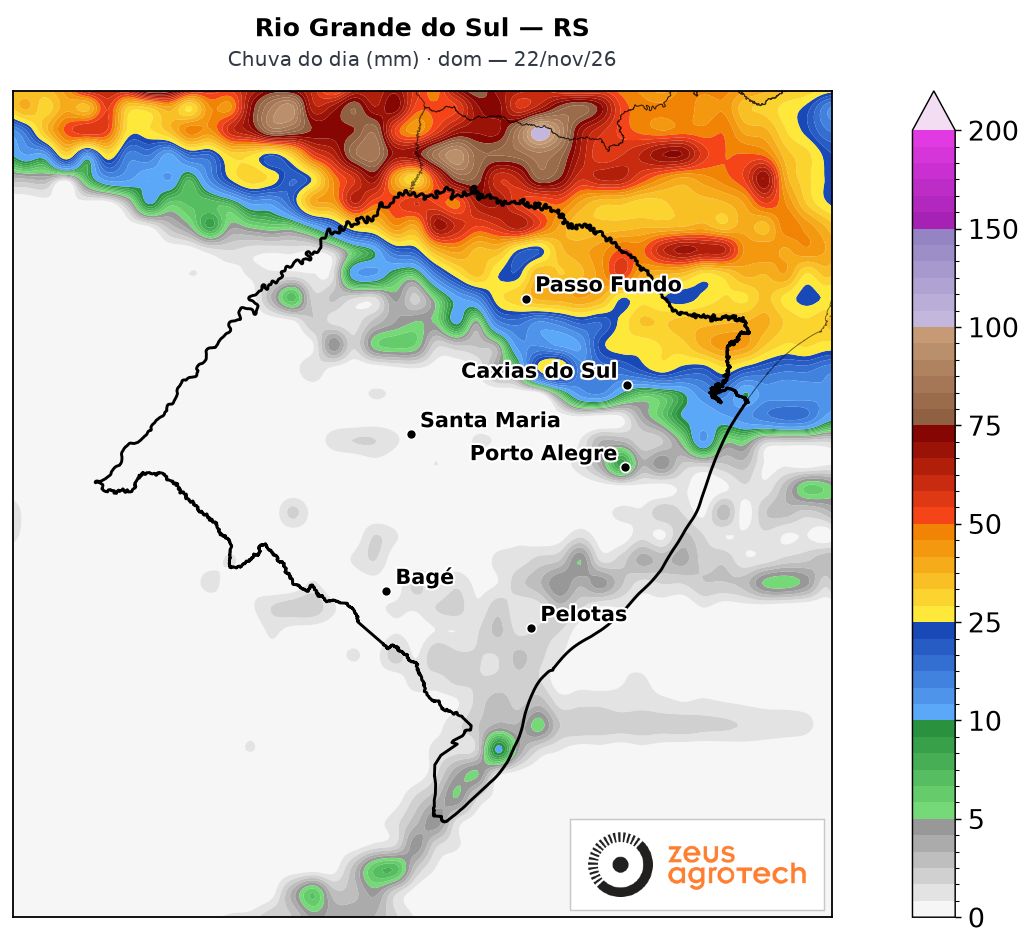 Rio Grande do Sul — RS
Chuva do dia (mm) · dom — 22/nov/26
200
150
100
75
50
25
10
5
0
Passo Fundo
Caxias do Sul
Santa Maria
Porto Alegre
Bagé
Pelotas
zeus
agrotech